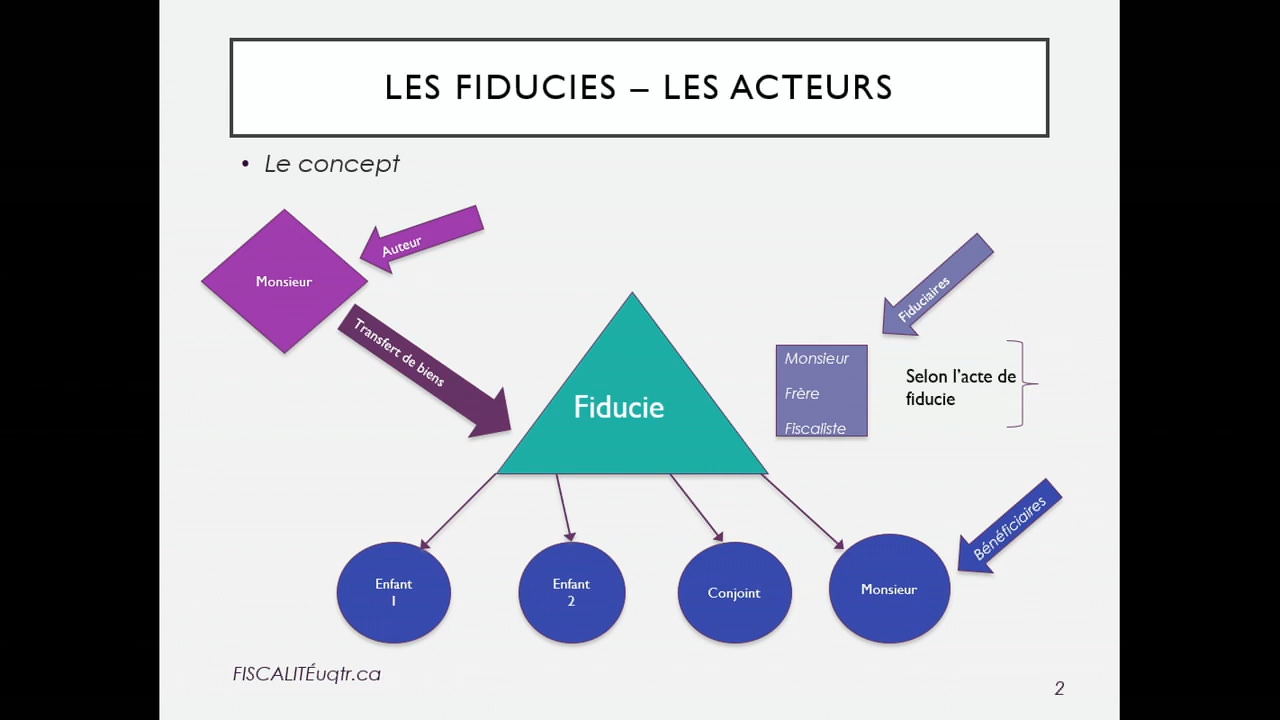 LES FIDUCIES – LES ACTEURS
• Le concept
Auteur
Monsieur
Transfert de biens
Fiducie
Fiduciaires
Monsieur
Frère
Fiscaliste
Selon l'acte de
fiducie
Bénéficiaires
Enfant
1
Enfant
2
Conjoint
Monsieur
FISCALITÉuqtr.ca
2